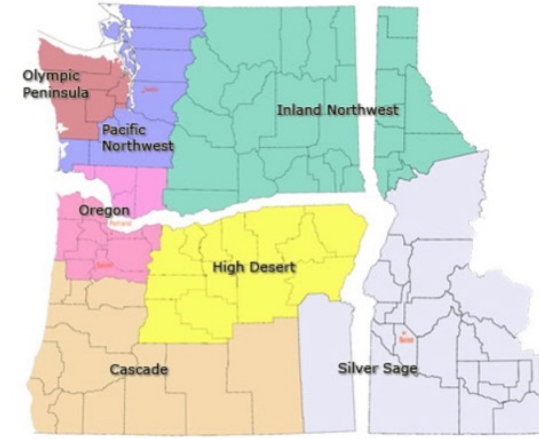 Olympic
Peninsula
Inland Northwest
Pacific
Northwest
Oregon
High Desert
Cascade
Silver Sage